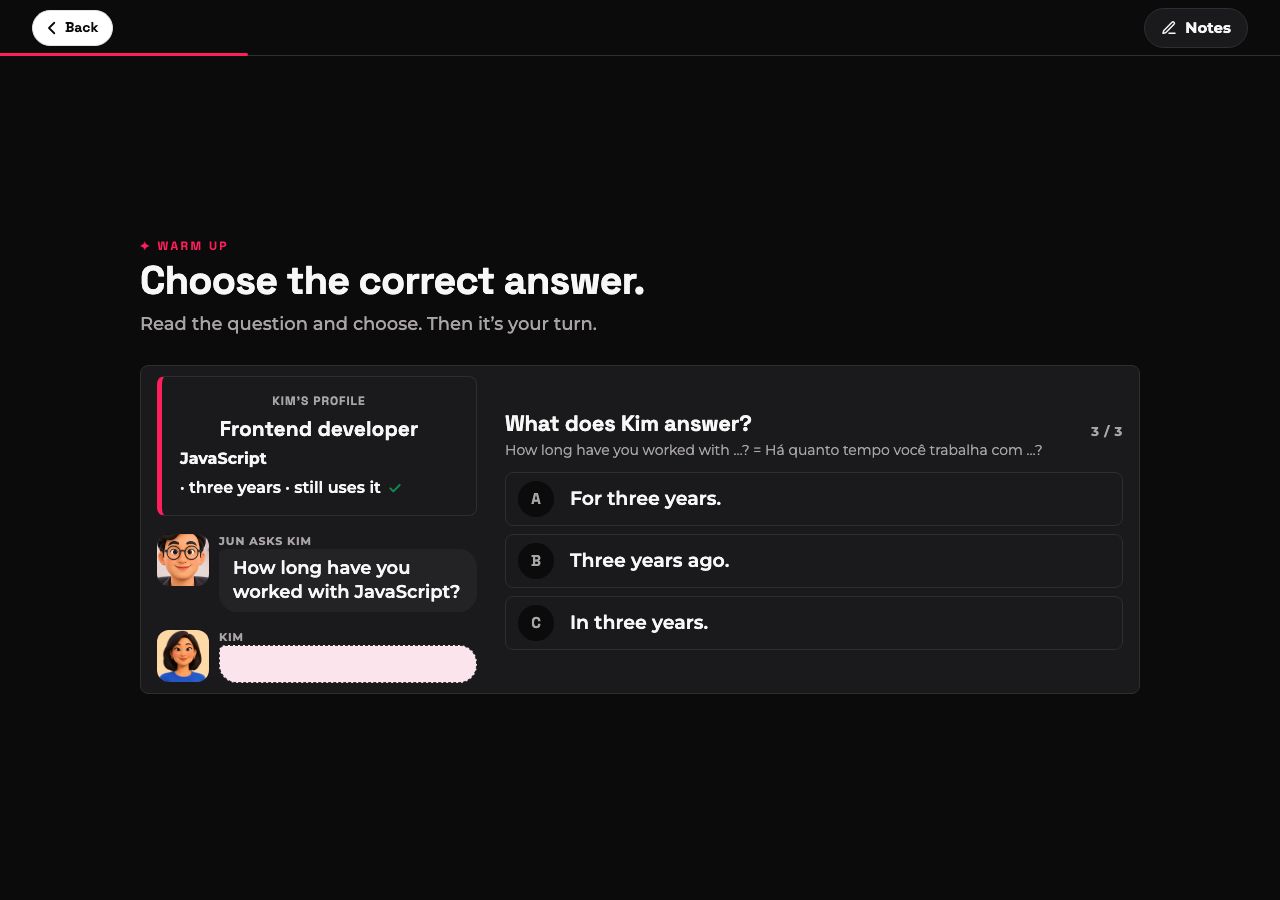 Back
Notes
✦ WARM UP
Choose the correct answer.
Read the question and choose. Then it’s your turn.
KIM’S PROFILE
Frontend developer
JavaScript
· three years · still uses it ✓
JUN ASKS KIM
How long have you
worked with JavaScript?
KIM
What does Kim answer?
3 / 3
How long have you worked with ...? = Há quanto tempo você trabalha com ...?
A For three years.
B Three years ago.
C In three years.